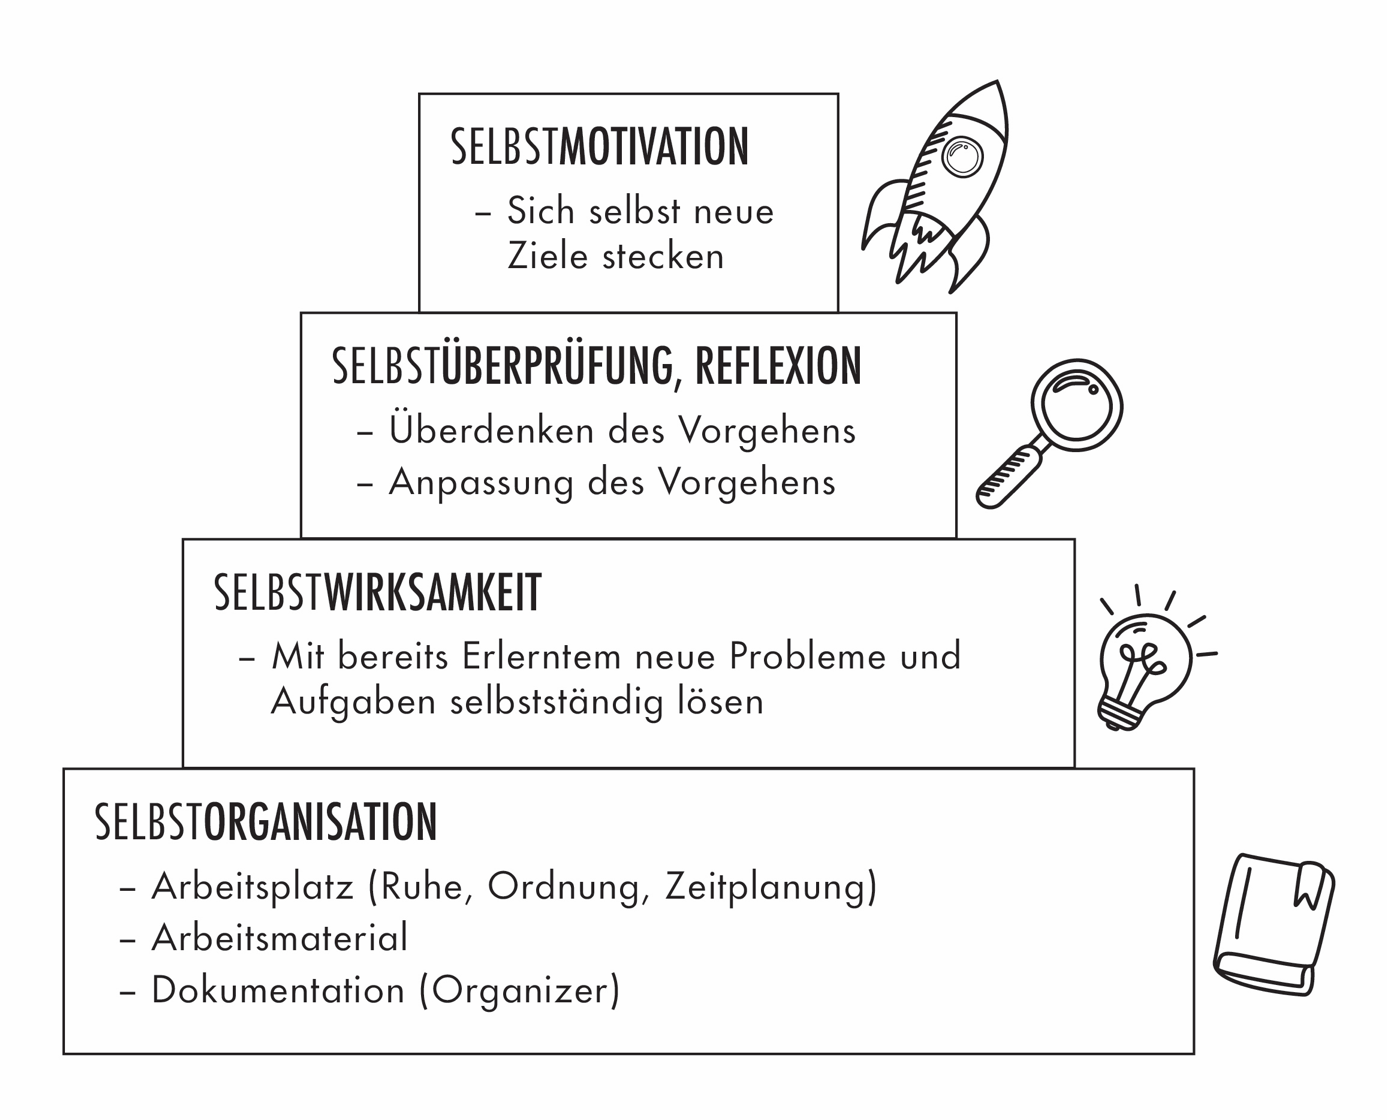 SELBSTMOTIVATION
– Sich selbst neue
Ziele stecken
SELBSTÜBERPRÜFUNG, REFLEXION
– Überdenken des Vorgehens
– Anpassung des Vorgehens
SELBSTWIRKSAMKEIT
– Mit bereits Erlerntem neue Probleme und
Aufgaben selbstständig lösen
SELBSTORGANISATION
– Arbeitsplatz (Ruhe, Ordnung, Zeitplanung)
– Arbeitsmaterial
– Dokumentation (Organizer)